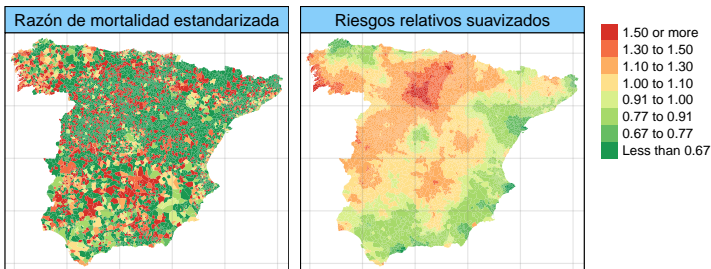 Razón de mortalidad estandarizada
Riesgos relativos suavizados
1.50 or more
1.30 to 1.50
1.10 to 1.30
1.00 to 1.10
0.91 to 1.00
0.77 to 0.91
0.67 to 0.77
Less than 0.67